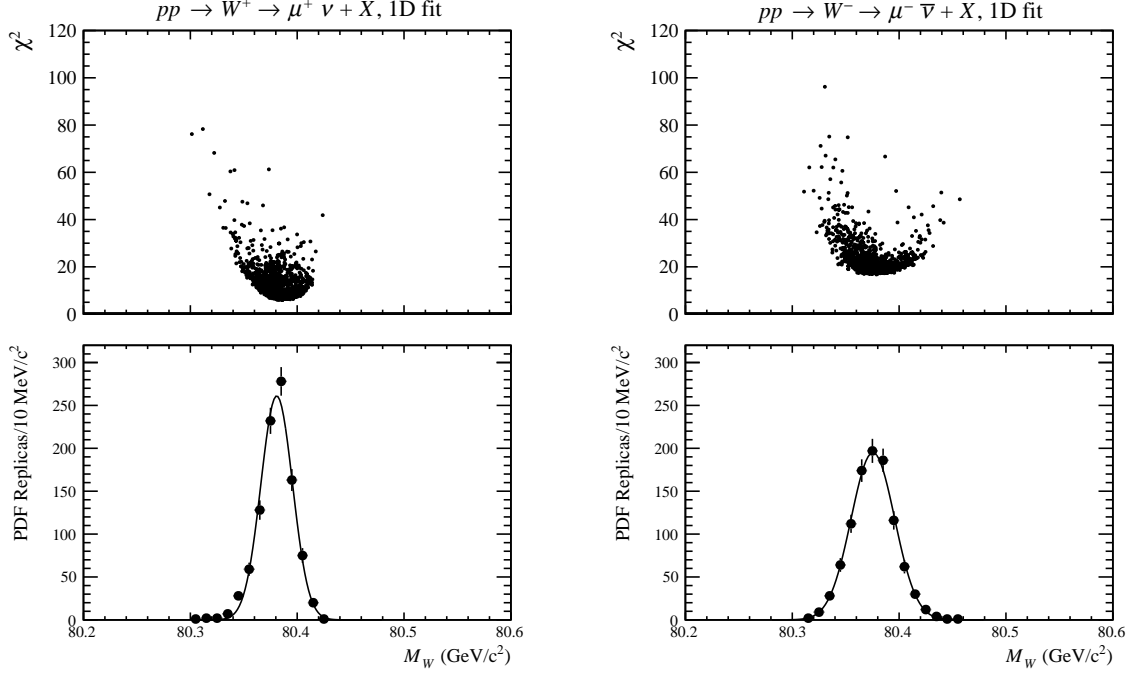 pp → W⁺ → μ⁺ ν + X, 1D fit
χ²
120
100
80
60
40
20
0
PDF Replicas/10 MeV/c²
300
250
200
150
100
50
0
80.2 80.3 80.4 80.5 80.6
M_W (GeV/c²)
pp → W⁻ → μ⁻ ν̅ + X, 1D fit
χ²
120
100
80
60
40
20
0
PDF Replicas/10 MeV/c²
300
250
200
150
100
50
0
80.2 80.3 80.4 80.5 80.6
M_W (GeV/c²)